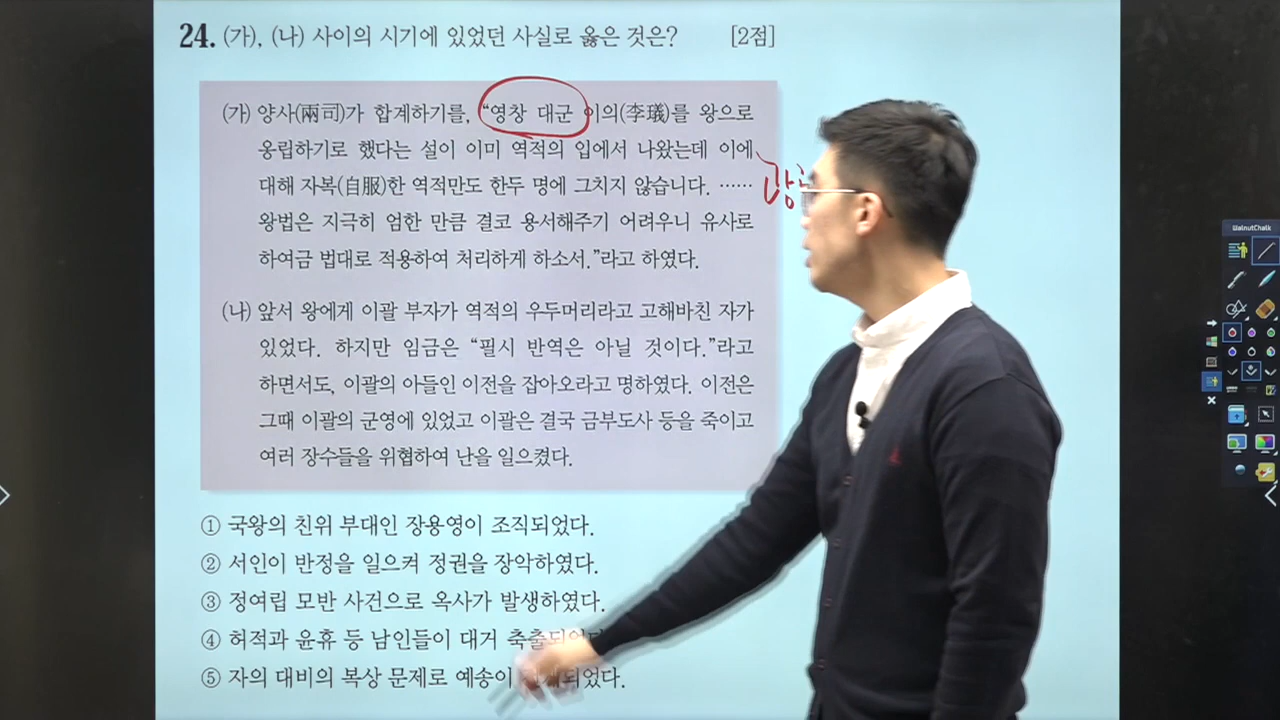 24. (가), (나) 사이의 시기에 있었던 사실로 옳은 것은? [2점]
(가) 양사(兩司)가 합계하기를, “영창 대군 이의(李㼁)를 왕으로
옹립하기로 했다는 설이 이미 역적의 입에서 나왔는데 이에
대해 자복(自服)한 역적만도 한두 명에 그치지 않습니다. ……
왕법은 지극히 엄한 만큼 결코 용서해주기 어려우니 유사로
하여금 법대로 적용하여 처리하게 하소서.”라고 하였다.
(나) 앞서 왕에게 이괄 부자가 역적의 우두머리라고 고해바친 자가
있었다. 하지만 임금은 “필시 반역은 아닐 것이다.”라고
하면서도, 이괄의 아들인 이전을 잡아오라고 명하였다. 이전은
그때 이괄의 군영에 있었고 이괄은 결국 금부도사 등을 죽이고
여러 장수들을 위협하여 난을 일으켰다.
① 국왕의 친위 부대인 장용영이 조직되었다.
② 서인이 반정을 일으켜 정권을 장악하였다.
③ 정여립 모반 사건으로 옥사가 발생하였다.
④ 허적과 윤휴 등 남인들이 대거 축출되었다
⑤ 자의 대비의 복상 문제로 예송이 되었다.
광
WalnutChalk